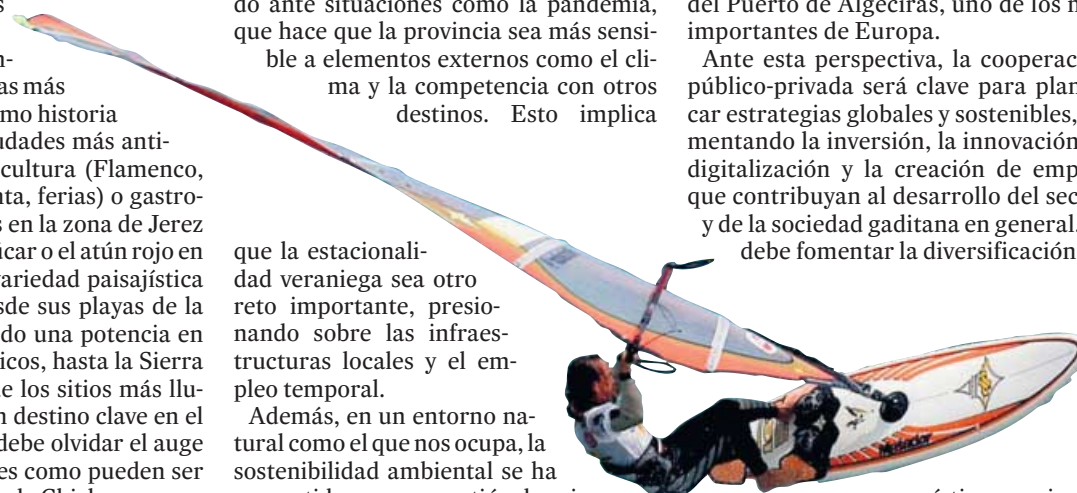 mo historia
udades más anti-
cultura (Flamenco,
nta, ferias) o gastro-
s en la zona de Jerez
car o el atún rojo en
variedad paisajística
sde sus playas de la
do una potencia en
icos, hasta la Sierra
e los sitios más llu-
n destino clave en el
debe olvidar el auge
es como pueden ser
do ante situaciones como la pandemia,
que hace que la provincia sea más sensi-
ble a elementos externos como el cli-
ma y la competencia con otros
destinos. Esto implica
que la estacionali-
dad veraniega sea otro
reto importante, presio-
nando sobre las infraes-
tructuras locales y el em-
pleo temporal.
Además, en un entorno na-
tural como el que nos ocupa, la
sostenibilidad ambiental se ha
del Puerto de Algeciras, uno de los
importantes de Europa.
Ante esta perspectiva, la cooperac
público-privada será clave para plan
car estrategias globales y sostenibles,
mentando la inversión, la innovación
digitalización y la creación de emp
que contribuyan al desarrollo del sec
y de la sociedad gaditana en general.
debe fomentar la diversificación